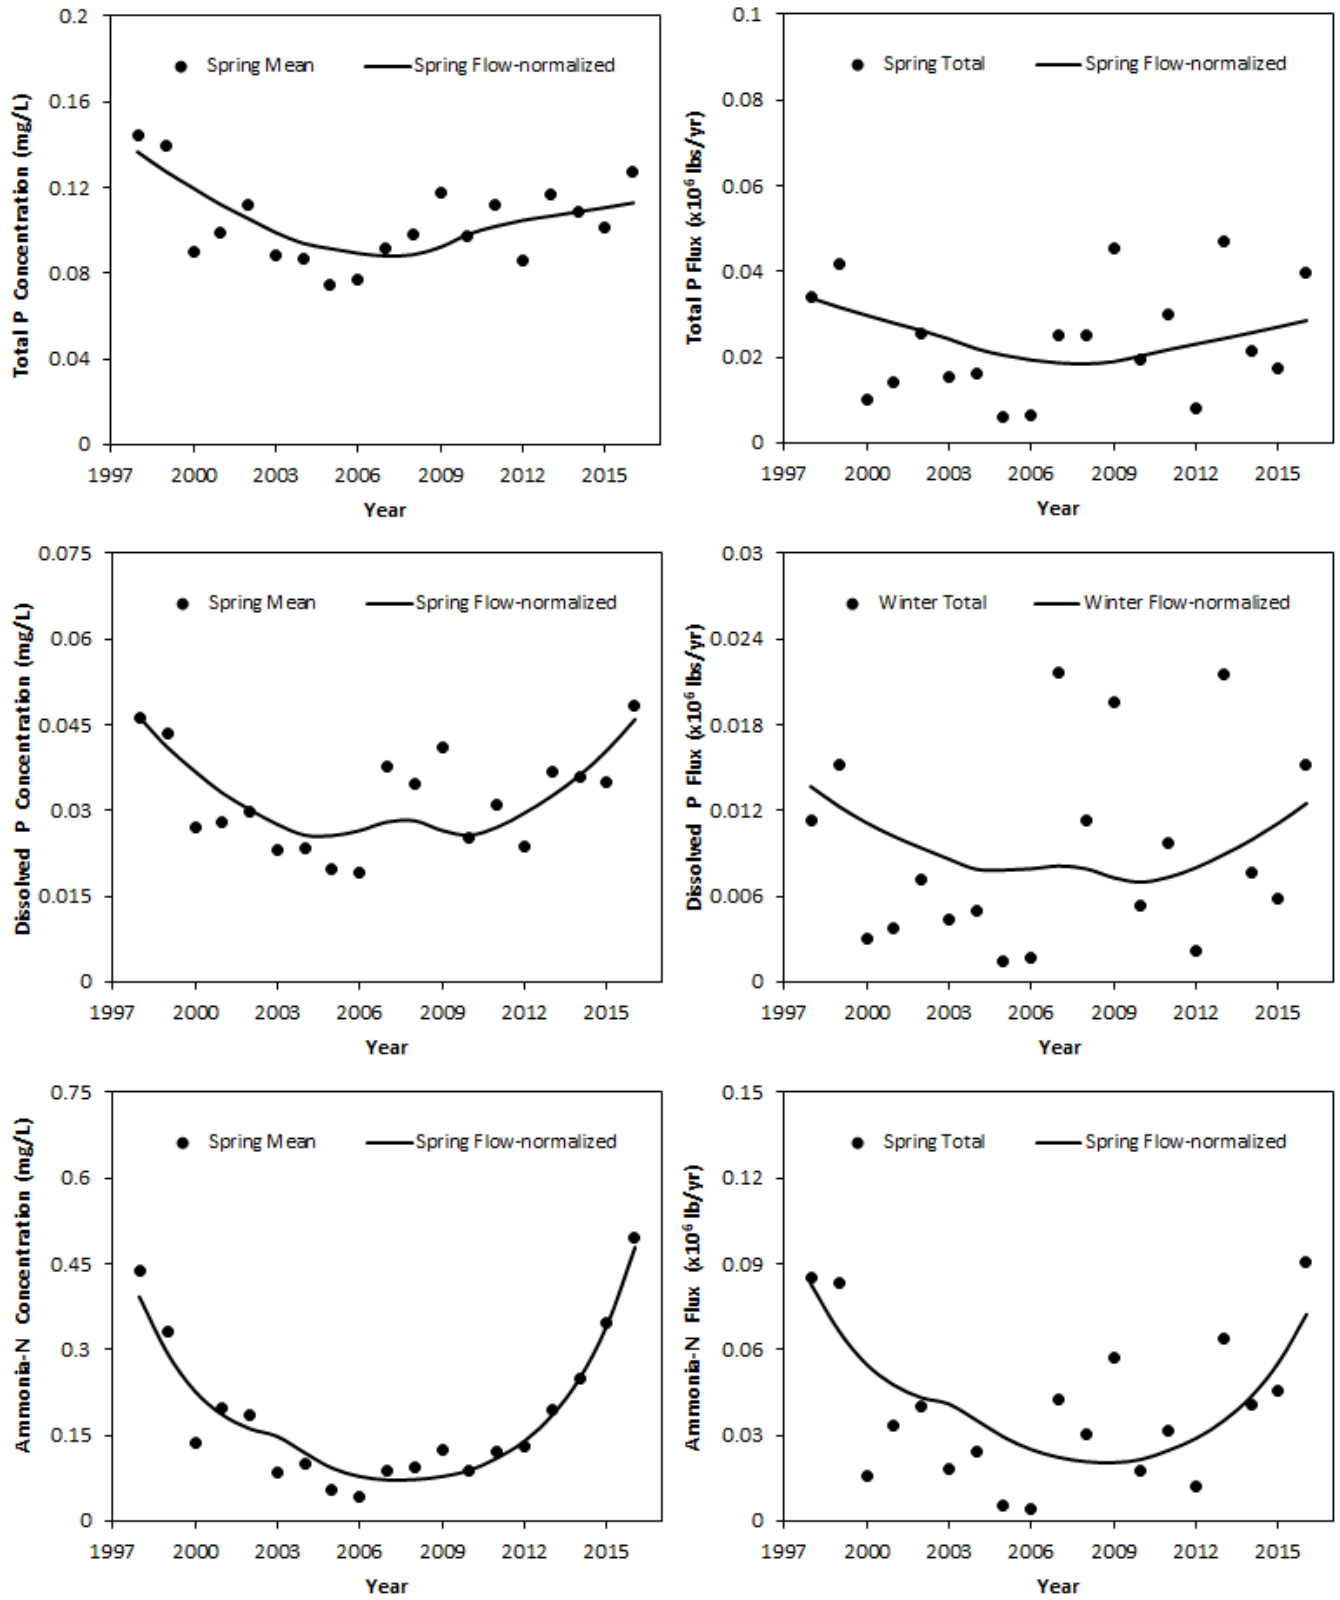 0.2
Spring Mean Spring Flow-normalized
0.16
0.12
0.08
0.04
0
Total P Concentration (mg/L)
1997 2000 2003 2006 2009 2012 2015
Year
0.1
Spring Total Spring Flow-normalized
0.08
0.06
0.04
0.02
0
Total P Flux (x10⁶ lbs/yr)
1997 2000 2003 2006 2009 2012 2015
Year
0.075
Spring Mean Spring Flow-normalized
0.06
0.045
0.03
0.015
0
Dissolved P Concentration (mg/L)
1997 2000 2003 2006 2009 2012 2015
Year
0.03
Winter Total Winter Flow-normalized
0.024
0.018
0.012
0.006
0
Dissolved P Flux (x10⁶ lbs/yr)
1997 2000 2003 2006 2009 2012 2015
Year
0.75
Spring Mean Spring Flow-normalized
0.6
0.45
0.3
0.15
0
Ammonia-N Concentration (mg/L)
1997 2000 2003 2006 2009 2012 2015
Year
0.15
Spring Total Spring Flow-normalized
0.12
0.09
0.06
0.03
0
Ammonia-N Flux (x10⁶ lb/yr)
1997 2000 2003 2006 2009 2012 2015
Year